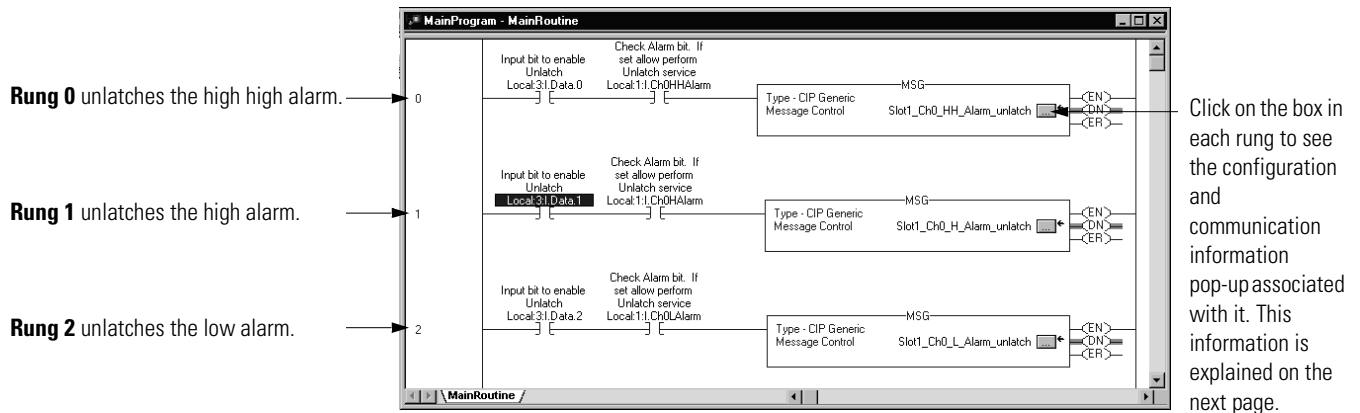 MainProgram - MainRoutine
Rung 0 unlatches the high high alarm.
0
Input bit to enable
Unlatch
Local:3:I.Data.0
Check Alarm bit. If
set allow perform
Unlatch service
Local:1:I.Ch0HHAlarm
MSG
Type - CIP Generic
Message Control
Slot1_Ch0_HH_Alarm_unlatch
...
EN
DN
ER
Rung 1 unlatches the high alarm.
1
Input bit to enable
Unlatch
Local:3:I.Data.1
Check Alarm bit. If
set allow perform
Unlatch service
Local:1:I.Ch0HAlarm
MSG
Type - CIP Generic
Message Control
Slot1_Ch0_H_Alarm_unlatch
...
EN
DN
ER
Rung 2 unlatches the low alarm.
2
Input bit to enable
Unlatch
Local:3:I.Data.2
Check Alarm bit. If
set allow perform
Unlatch service
Local:1:I.Ch0LAlarm
MSG
Type - CIP Generic
Message Control
Slot1_Ch0_L_Alarm_unlatch
...
EN
DN
ER
MainRoutine
Click on the box in
each rung to see
the configuration
and
communication
information
pop-up associated
with it. This
information is
explained on the
next page.